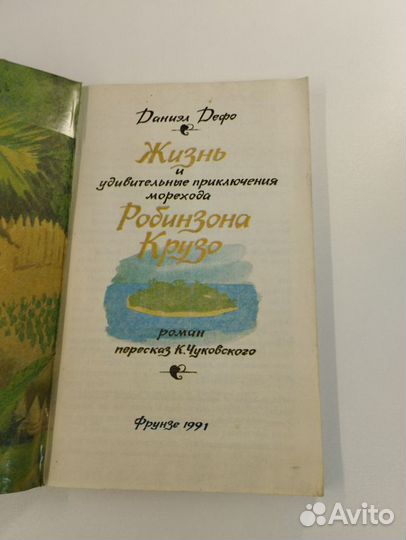 Даниэл Дефо
Жизнь
и
удивительные приключения
морехода
Робинзона
Крузо
роман
пересказ К. Чуковского
Фрунзе 1991
Avito